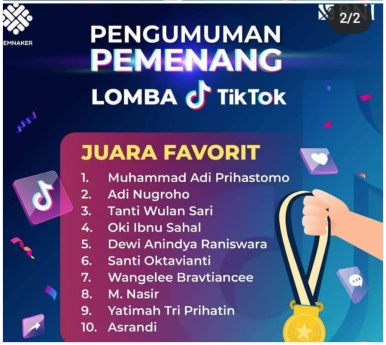 EMNAKER
2/2
PENGUMUMAN
PEMENANG
LOMBA TikTok
JUARA FAVORIT
1. Muhammad Adi Prihastomo
2. Adi Nugroho
3. Tanti Wulan Sari
4. Oki Ibnu Sahal
5. Dewi Anindya Raniswara
6. Santi Oktavianti
7. Wangelee Bravtiancee
8. M. Nasir
9. Yatimah Tri Prihatin
10. Asrandi